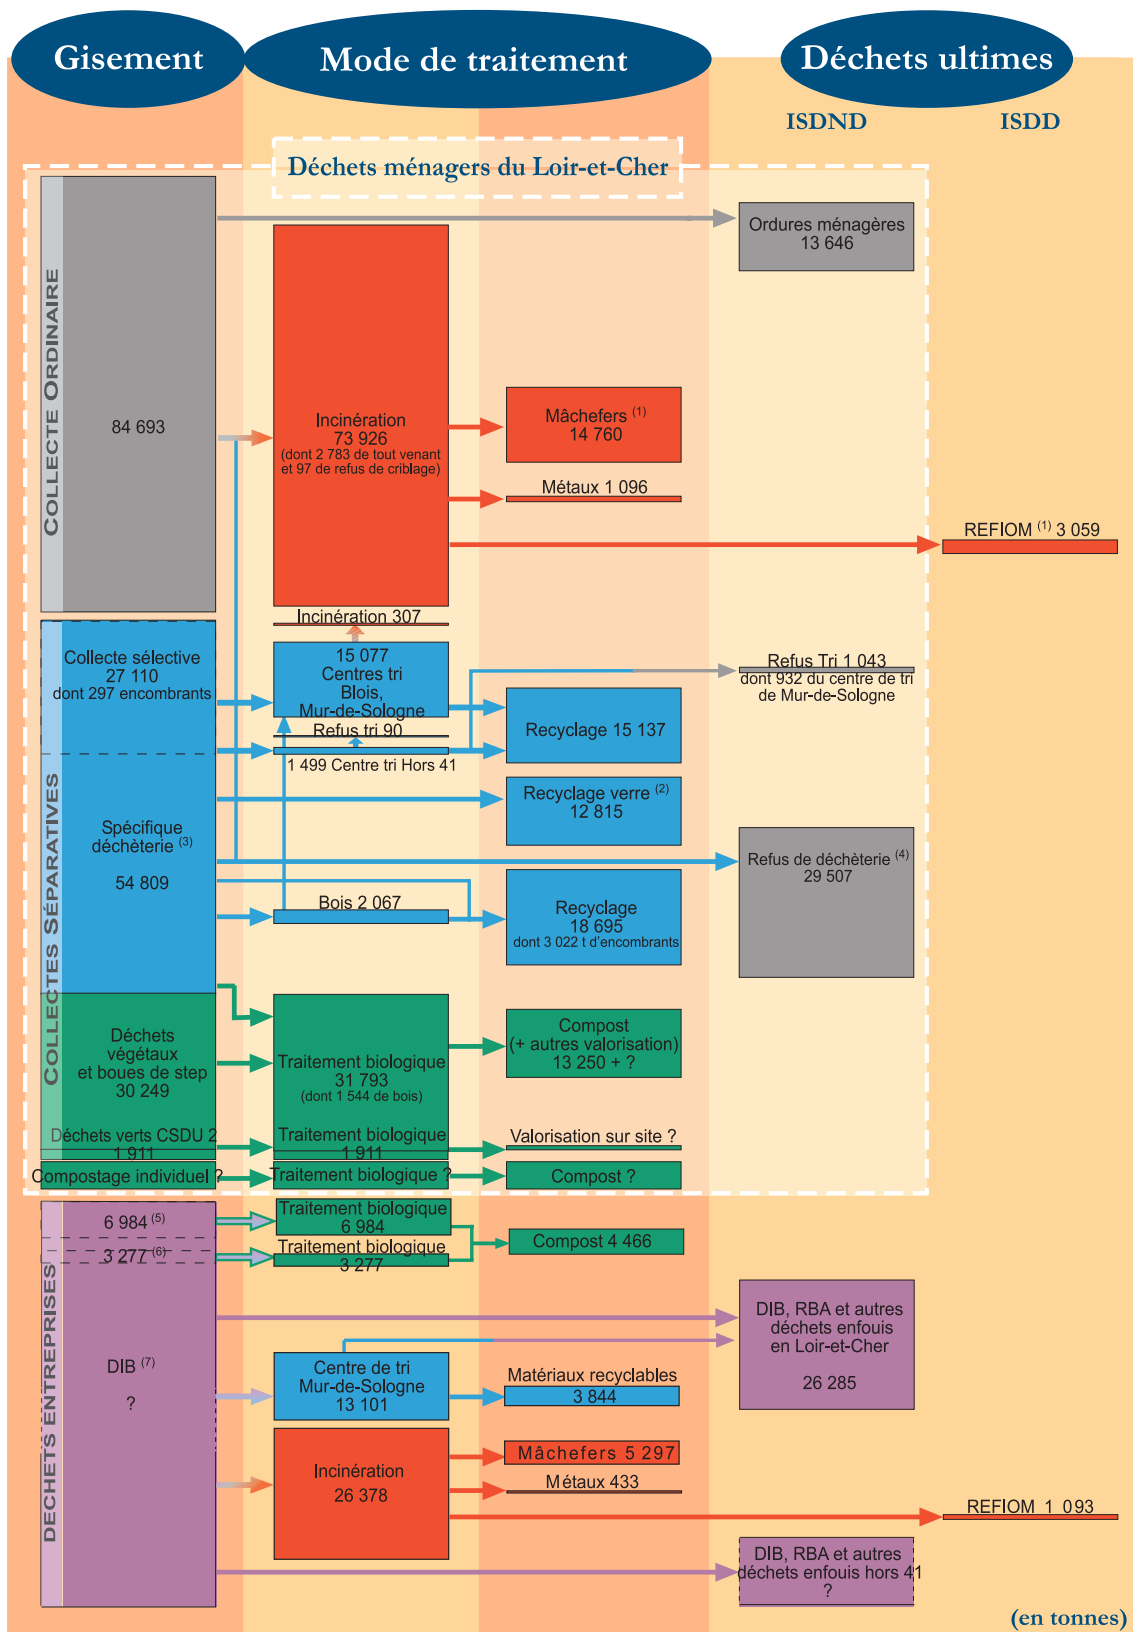 Gisement
Mode de traitement
Déchets ultimes
ISDND
ISDD
Déchets ménagers du Loir-et-Cher
COLLECTE ORDINAIRE
84 693
Ordures ménagères
13 646
Incinération
73 926
(dont 2 783 de tout venant
et 97 de refus de criblage)
Mâchefers (1)
14 760
Métaux 1 096
REFIOM (1) 3 059
Incinération 307
COLLECTES SÉPARATIVES
Collecte sélective
27 110
dont 297 encombrants
15 077
Centres tri
Blois,
Mur-de-Sologne
Refus tri 90
1 499 Centre tri Hors 41
Recyclage 15 137
Refus Tri 1 043
dont 932 du centre de tri
de Mur-de-Sologne
Recyclage verre (2)
12 815
Spécifique
déchèterie (3)
54 809
Refus de déchèterie (4)
29 507
Bois 2 067
Recyclage
18 695
dont 3 022 t d'encombrants
Déchets
végétaux
et boues de step
30 249
Traitement biologique
31 793
(dont 1 544 de bois)
Compost
(+ autres valorisation)
13 250 + ?
Déchets verts CSDU 2
1 911
Traitement biologique
1 911
Valorisation sur site ?
Compostage individuel ?
Traitement biologique ?
Compost ?
DECHETS ENTREPRISES
6 984 (5)
Traitement biologique
6 984
3 277 (6)
Traitement biologique
3 277
Compost 4 466
DIB (7)
?
DIB, RBA et autres
déchets enfouis
en Loir-et-Cher
26 285
Centre de tri
Mur-de-Sologne
13 101
Matériaux recyclables
3 844
Incinération
26 378
Mâchefers 5 297
Métaux 433
REFIOM 1 093
DIB, RBA et autres
déchets enfouis hors 41
?
(en tonnes)